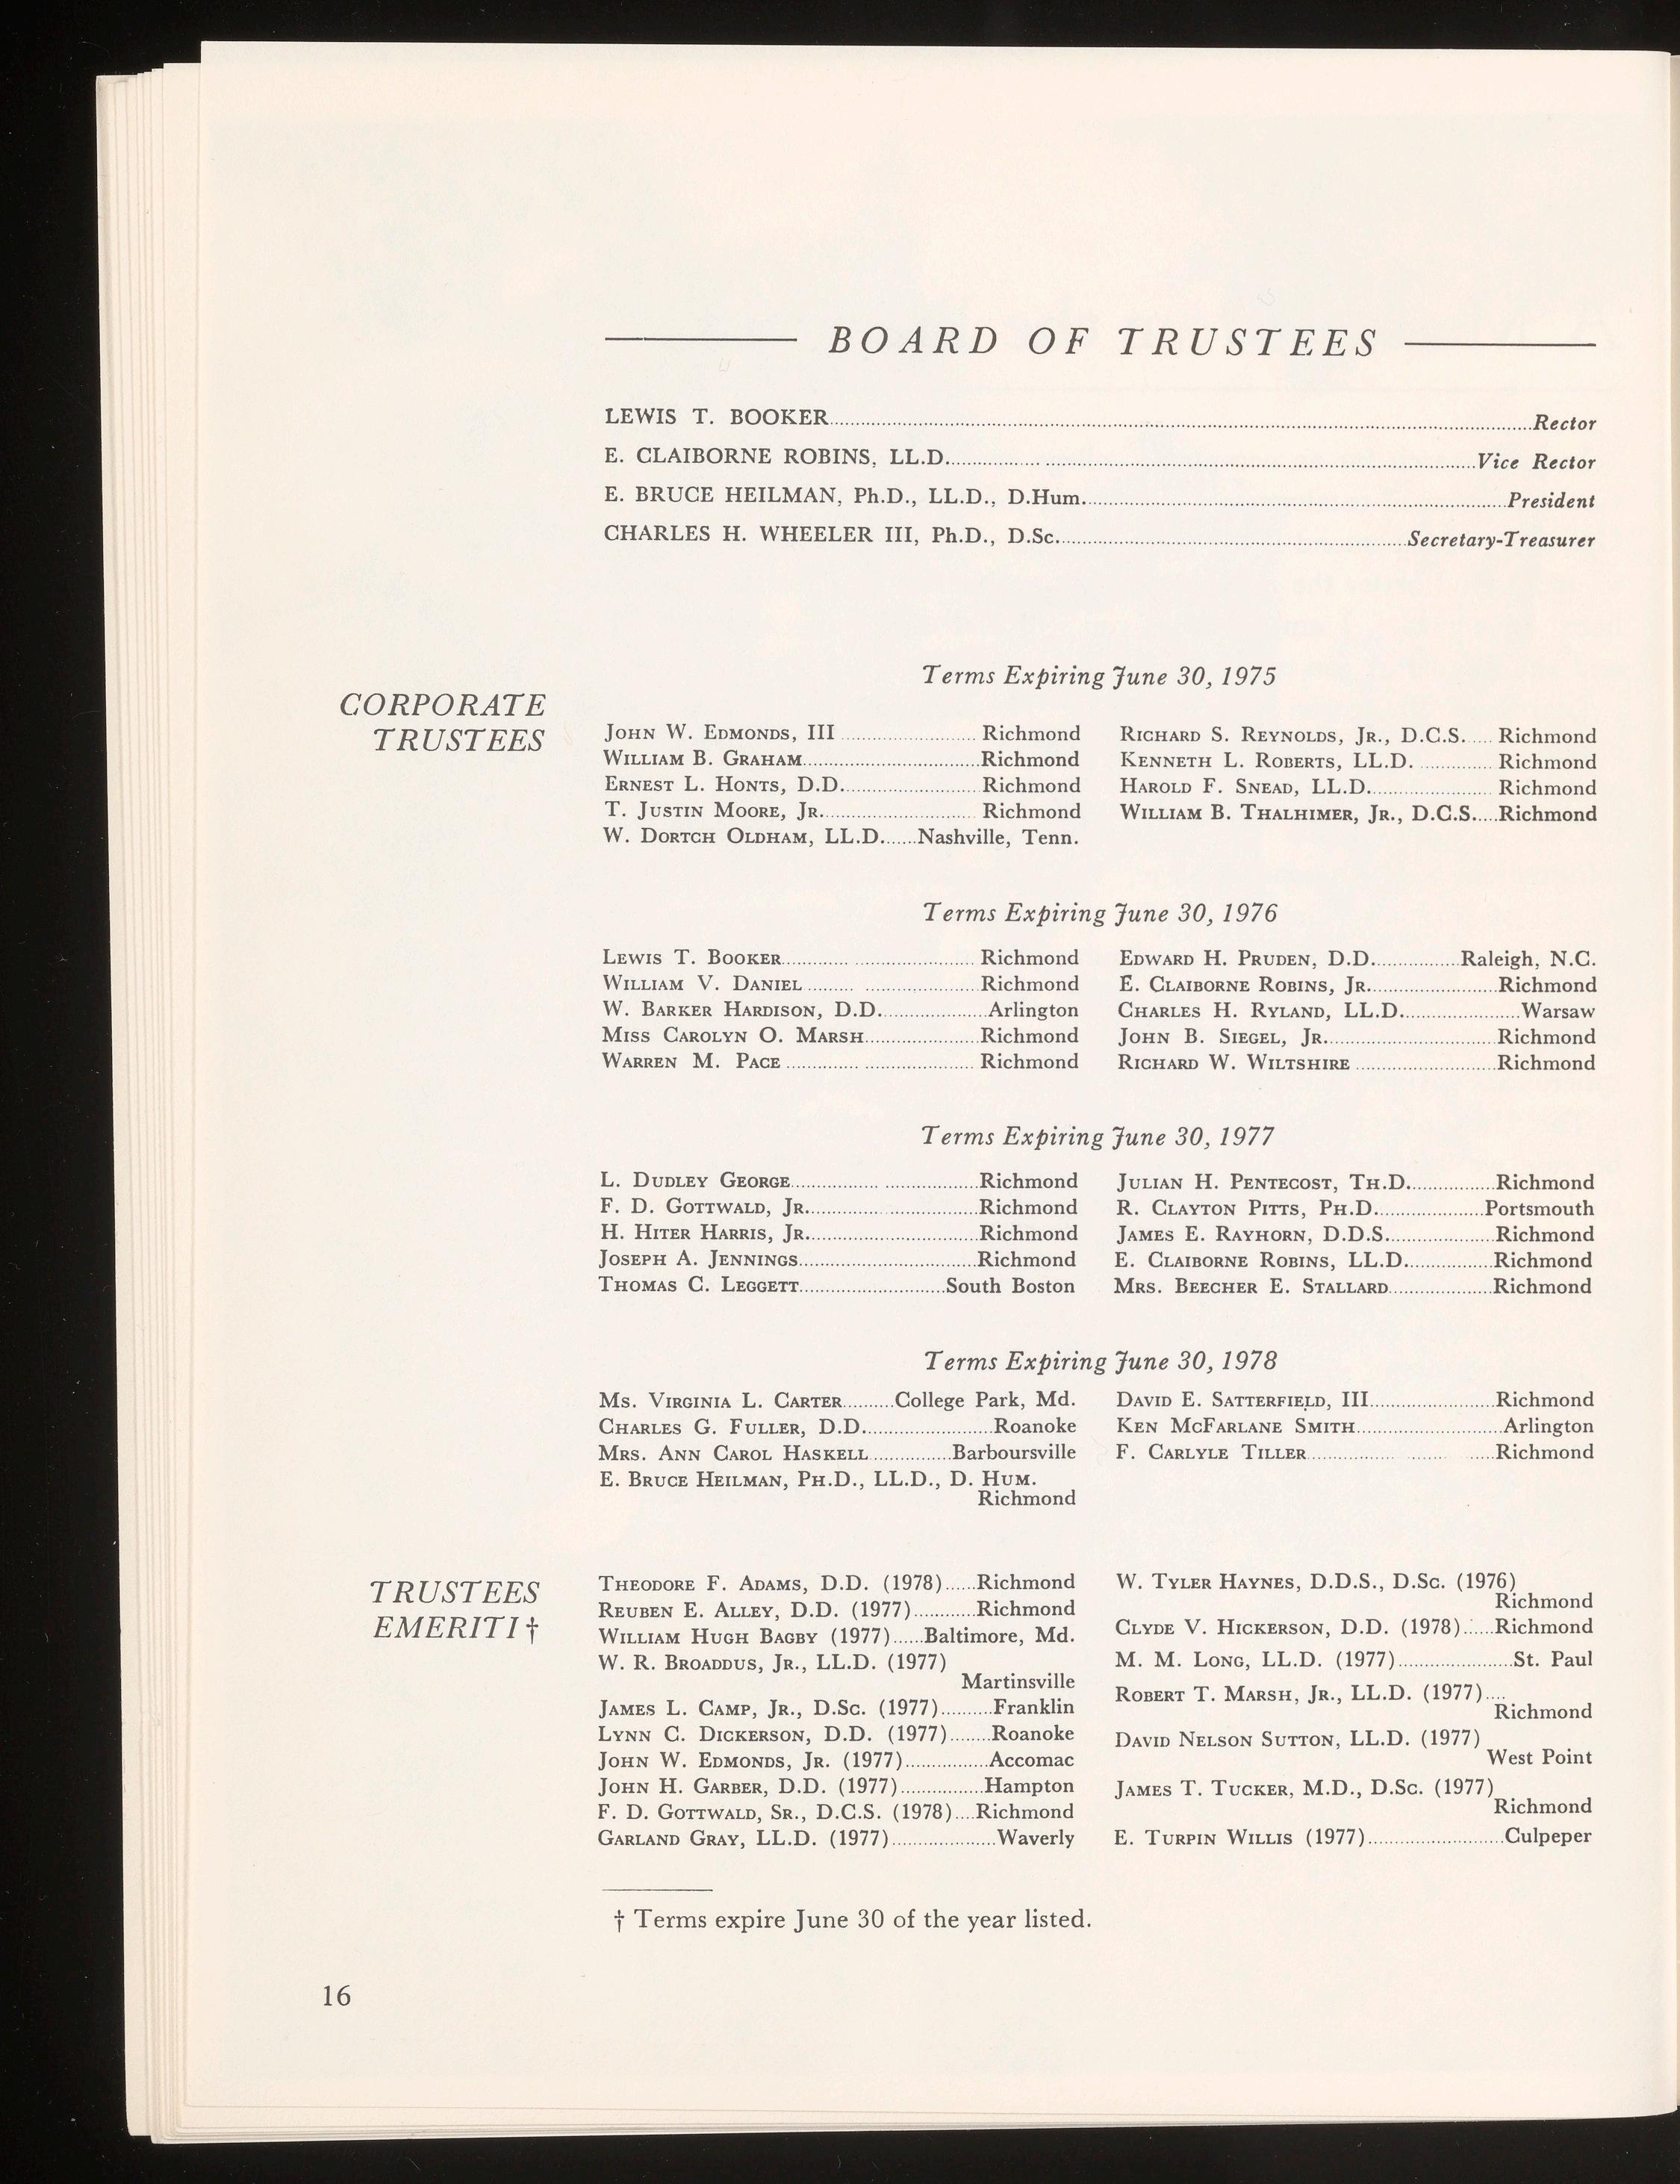 BOARD OF TRUSTEES
LEWIS T. BOOKER Rector
E. CLAIBORNE ROBINS, LL.D. Vice Rector
E. BRUCE HEILMAN, Ph.D., LL.D., D.Hum. President
CHARLES H. WHEELER III, Ph.D., D.Sc. Secretary-Treasurer
CORPORATE
TRUSTEES
Terms Expiring June 30, 1975
JOHN W. EDMONDS, III Richmond
WILLIAM B. GRAHAM Richmond
ERNEST L. HONTS, D.D. Richmond
T. JUSTIN MOORE, JR. Richmond
W. DORTCH OLDHAM, LL.D. Nashville, Tenn.
RICHARD S. REYNOLDS, JR., D.C.S. Richmond
KENNETH L. ROBERTS, LL.D. Richmond
HAROLD F. SNEAD, LL.D. Richmond
WILLIAM B. THALHIMER, JR., D.C.S. Richmond
Terms Expiring June 30, 1976
LEWIS T. BOOKER Richmond
WILLIAM V. DANIEL Richmond
W. BARKER HARDISON, D.D. Arlington
MISS CAROLYN O. MARSH Richmond
WARREN M. PACE Richmond
EDWARD H. PRUDEN, D.D. Raleigh, N.C.
E. CLAIBORNE ROBINS, JR. Richmond
CHARLES H. RYLAND, LL.D. Warsaw
JOHN B. SIEGEL, JR. Richmond
RICHARD W. WILTSHIRE Richmond
Terms Expiring June 30, 1977
L. DUDLEY GEORGE Richmond
F. D. GOTTWALD, JR. Richmond
H. HITER HARRIS, JR. Richmond
JOSEPH A. JENNINGS Richmond
THOMAS C. LEGGETT South Boston
JULIAN H. PENTECOST, TH.D. Richmond
R. CLAYTON PITTS, PH.D. Portsmouth
JAMES E. RAYHORN, D.D.S. Richmond
E. CLAIBORNE ROBINS, LL.D. Richmond
MRS. BEECHER E. STALLARD Richmond
Terms Expiring June 30, 1978
MS. VIRGINIA L. CARTER College Park, Md.
CHARLES G. FULLER, D.D. Roanoke
MRS. ANN CAROL HASKELL Barboursville
E. BRUCE HEILMAN, PH.D., LL.D., D. HUM.
Richmond
DAVID E. SATTERFIELD, III Richmond
KEN MCFARLANE SMITH Arlington
F. CARLYLE TILLER Richmond
TRUSTEES
EMERITI †
THEODORE F. ADAMS, D.D. (1978) Richmond
REUBEN E. ALLEY, D.D. (1977) Richmond
WILLIAM HUGH BAGBY (1977) Baltimore, Md.
W. R. BROADDUS, JR., LL.D. (1977)
Martinsville
JAMES L. CAMP, JR., D.SC. (1977) Franklin
LYNN C. DICKERSON, D.D. (1977) Roanoke
JOHN W. EDMONDS, JR. (1977) Accomac
JOHN H. GARBER, D.D. (1977) Hampton
F. D. GOTTWALD, SR., D.C.S. (1978) Richmond
GARLAND GRAY, LL.D. (1977) Waverly
W. TYLER HAYNES, D.D.S., D.SC. (1976)
Richmond
CLYDE V. HICKERSON, D.D. (1978) Richmond
M. M. LONG, LL.D. (1977) St. Paul
ROBERT T. MARSH, JR., LL.D. (1977)
Richmond
DAVID NELSON SUTTON, LL.D. (1977)
West Point
JAMES T. TUCKER, M.D., D.SC. (1977)
Richmond
E. TURPIN WILLIS (1977) Culpeper
† Terms expire June 30 of the year listed.
16